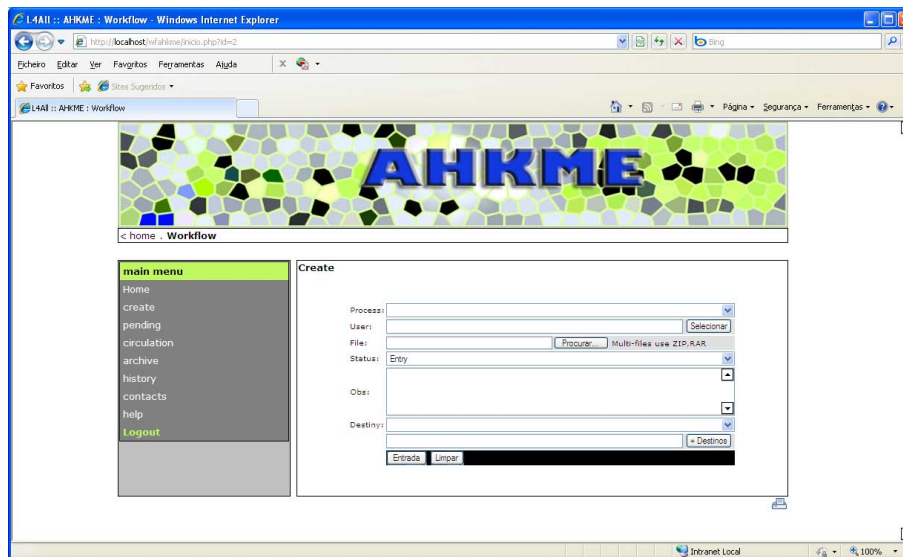 L4All :: AHKME : Workflow - Windows Internet Explorer
http://localhost/wfahkme/inicio.php?id=2
Bing
Ficheiro Editar Ver Favoritos Ferramentas Ajuda
Favoritos Sites Sugeridos
L4All :: AHKME : Workflow
Página Segurança Ferramentas
AHKME
< home . Workflow
main menu
Home
create
pending
circulation
archive
history
contacts
help
Logout
Create
Process:
User: Selecionar
File: Procurar... Multi-files use ZIP,RAR
Status: Entry
Obs:
Destiny:
+ Destinos
Entrada Limpar
Intranet Local 100%